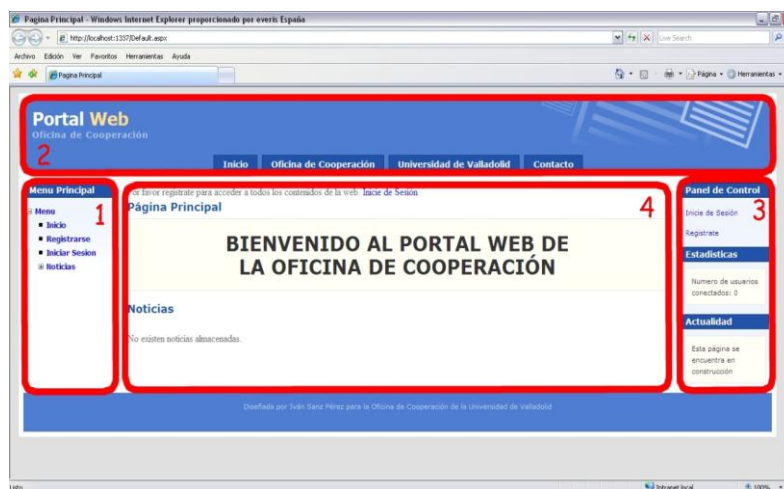 Pagina Principal - Windows Internet Explorer proporcionado por everis España
http://localhost:1337/Default.aspx
Live Search
Archivo Edición Ver Favoritos Herramientas Ayuda
Pagina Principal
Página Herramientas
Portal Web
Oficina de Cooperación
2
Inicio Oficina de Cooperación Universidad de Valladolid Contacto
Menu Principal
1
Menu
Inicio
Registrarse
Iniciar Sesion
Noticias
favor registrate para acceder a todos los contenidos de la web. Inicie de Sesión
4
Página Principal
BIENVENIDO AL PORTAL WEB DE
LA OFICINA DE COOPERACIÓN
Noticias
No existen noticias almacenadas.
Panel de Control
3
Inicie de Sesión
Registrate
Estadisticas
Numero de usuarios
conectados: 0
Actualidad
Esta página se
encuentra en
construcción
Diseñada por Iván Sanz Pérez para la Oficina de Cooperación de la Universidad de Valladolid
Listo
Intranet local
100%